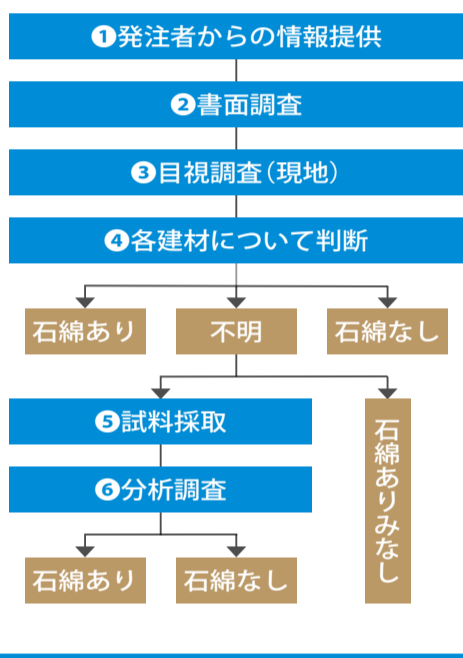 ❶発注者からの情報提供
❷書面調査
❸目視調査(現地)
❹各建材について判断
石綿あり
不明
石綿なし
❺試料採取
石綿ありみなし
❻分析調査
石綿あり
石綿なし